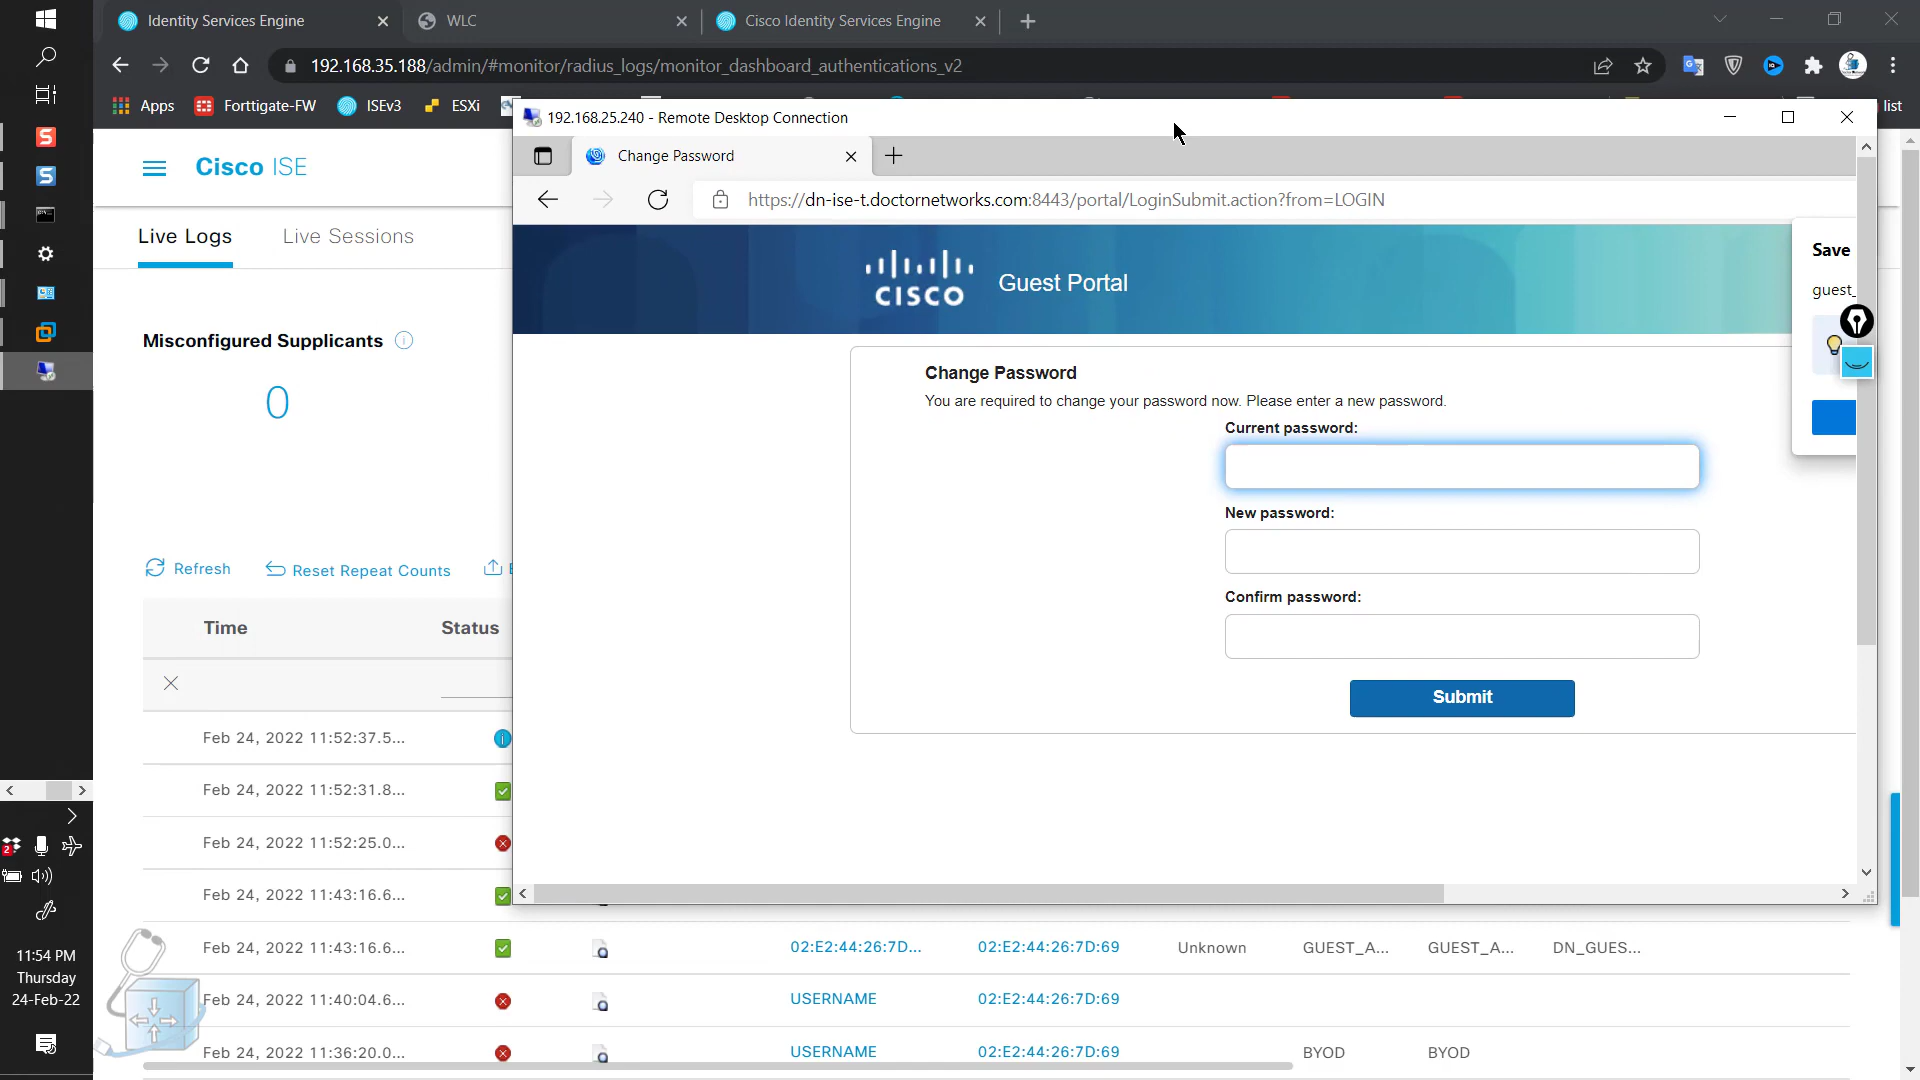 Identity Services Engine
WLC
Cisco Identity Services Engine
192.168.35.188/admin/#monitor/radius_logs/monitor_dashboard_authentications_v2
Apps
Forttigate-FW
ISEv3
ESXi
list
192.168.25.240 - Remote Desktop Connection
Cisco ISE
Change Password
https://dn-ise-t.doctornetworks.com:8443/portal/LoginSubmit.action?from=LOGIN
Live Logs
Live Sessions
Save
CISCO
Guest Portal
guest_
Misconfigured Supplicants
0
Change Password
You are required to change your password now. Please enter a new password.
Current password:
New password:
Confirm password:
Submit
Refresh
Reset Repeat Counts
Time
Status
Feb 24, 2022 11:52:37.5...
Feb 24, 2022 11:52:31.8...
Feb 24, 2022 11:52:25.0...
Feb 24, 2022 11:43:16.6...
Feb 24, 2022 11:43:16.6...
02:E2:44:26:7D...
02:E2:44:26:7D:69
Unknown
GUEST_A...
GUEST_A...
DN_GUES...
Feb 24, 2022 11:40:04.6...
USERNAME
02:E2:44:26:7D:69
Feb 24, 2022 11:36:20.0...
USERNAME
02:E2:44:26:7D:69
BYOD
BYOD
2
11:54 PM
Thursday
24-Feb-22